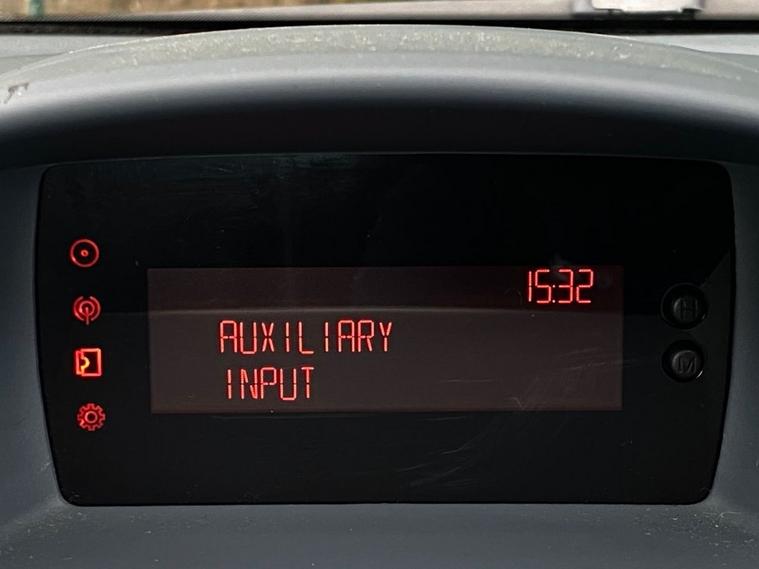 15:32
AUXILIARY
INPUT
H
M